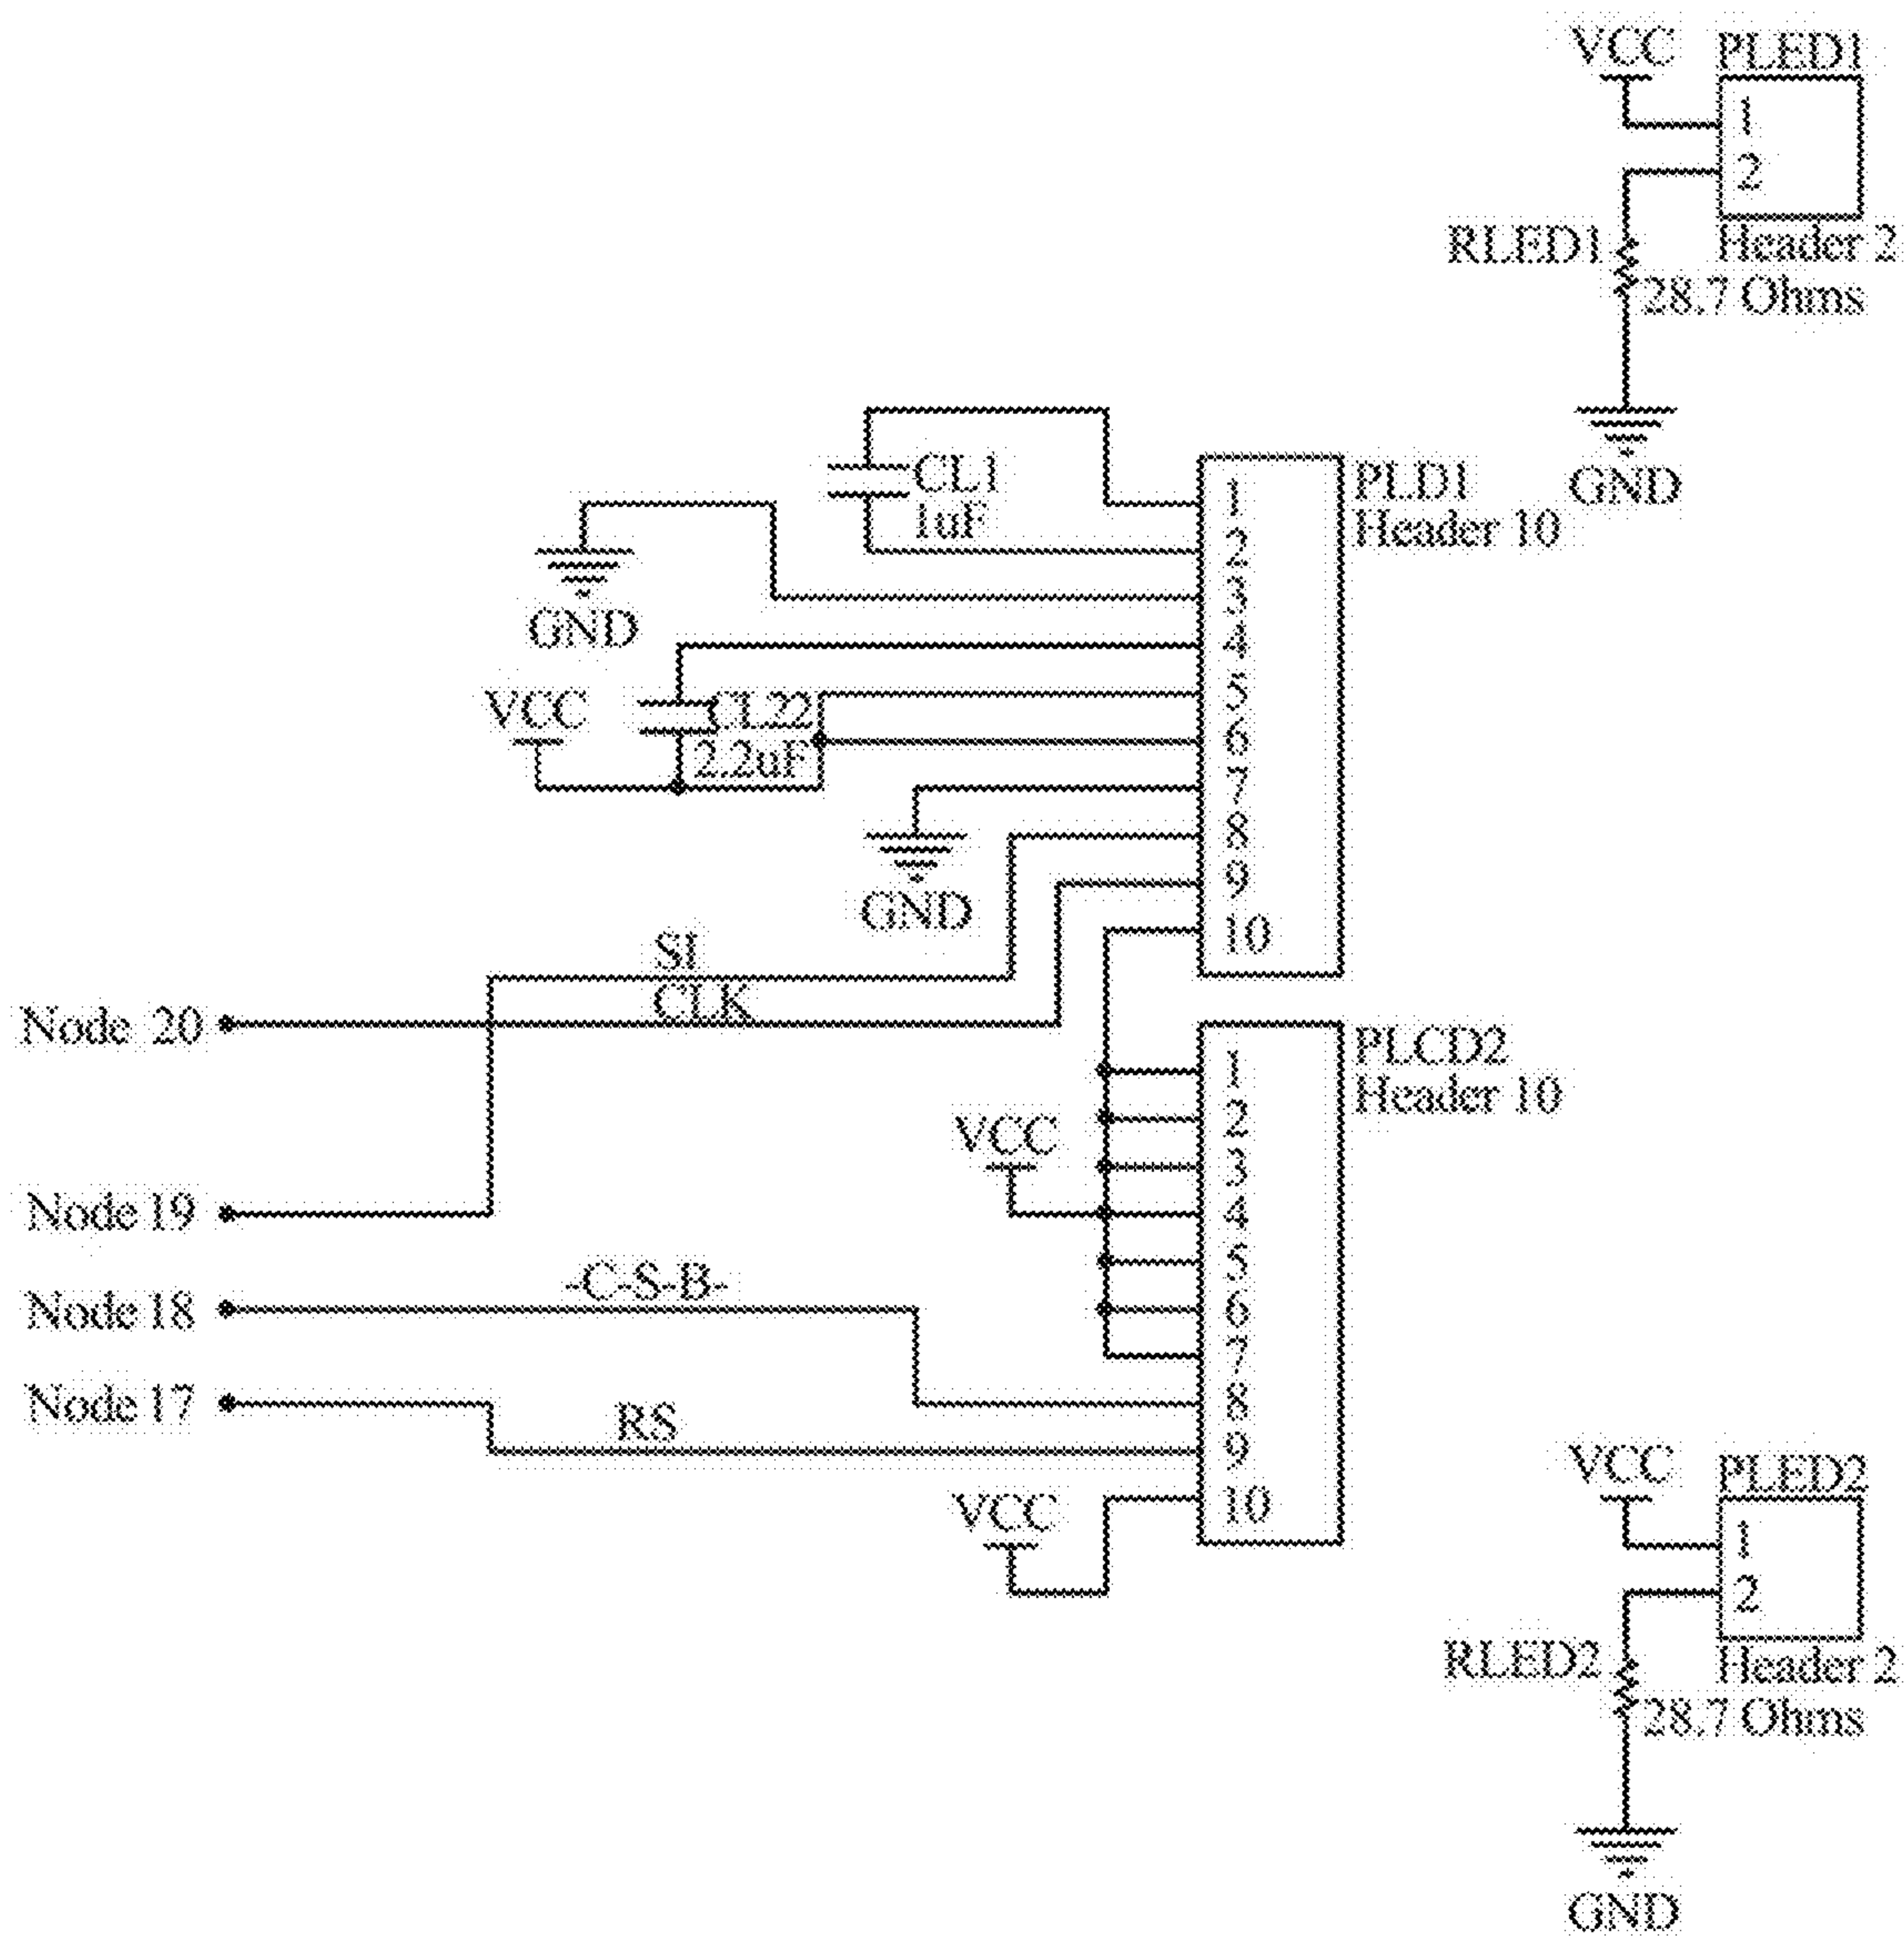 VCC
PLED1
1
2
RLED1
Header 2
28.7 Ohms
GND
CL1
1uF
PLD1
Header 10
1
2
3
4
5
6
7
8
9
10
GND
VCC
CL22
2.2uF
GND
SI
CLK
Node 20
Node 19
Node 18
Node 17
-C-S-B-
RS
VCC
PLCD2
Header 10
1
2
3
4
5
6
7
8
9
10
VCC
VCC
PLED2
1
2
RLED2
Header 2
28.7 Ohms
GND